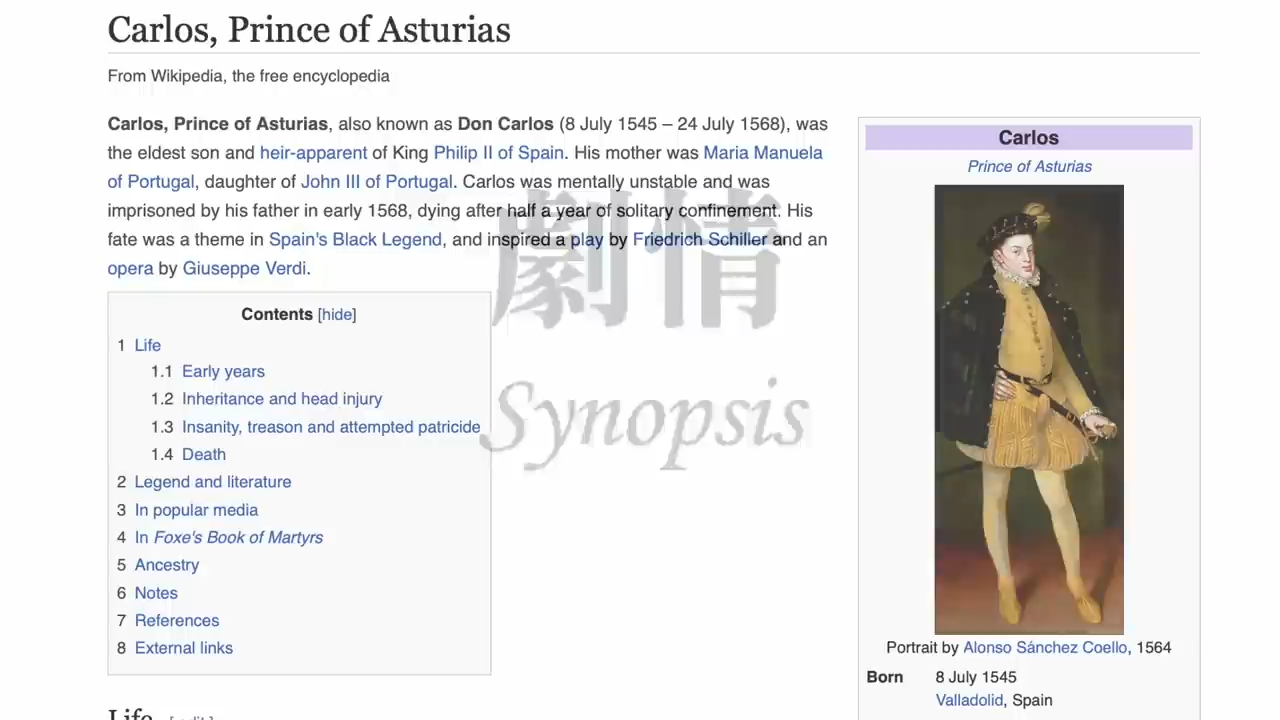 Carlos, Prince of Asturias
From Wikipedia, the free encyclopedia
Carlos, Prince of Asturias, also known as Don Carlos (8 July 1545 – 24 July 1568), was
the eldest son and heir-apparent of King Philip II of Spain. His mother was Maria Manuela
of Portugal, daughter of John III of Portugal. Carlos was mentally unstable and was
imprisoned by his father in early 1568, dying after half a year of solitary confinement. His
fate was a theme in Spain's Black Legend, and inspired a play by Friedrich Schiller and an
opera by Giuseppe Verdi.
劇情
Synopsis
Contents [hide]
1 Life
1.1 Early years
1.2 Inheritance and head injury
1.3 Insanity, treason and attempted patricide
1.4 Death
2 Legend and literature
3 In popular media
4 In Foxe's Book of Martyrs
5 Ancestry
6 Notes
7 References
8 External links
Life [edit]
Carlos
Prince of Asturias
Portrait by Alonso Sánchez Coello, 1564
Born 8 July 1545
Valladolid, Spain